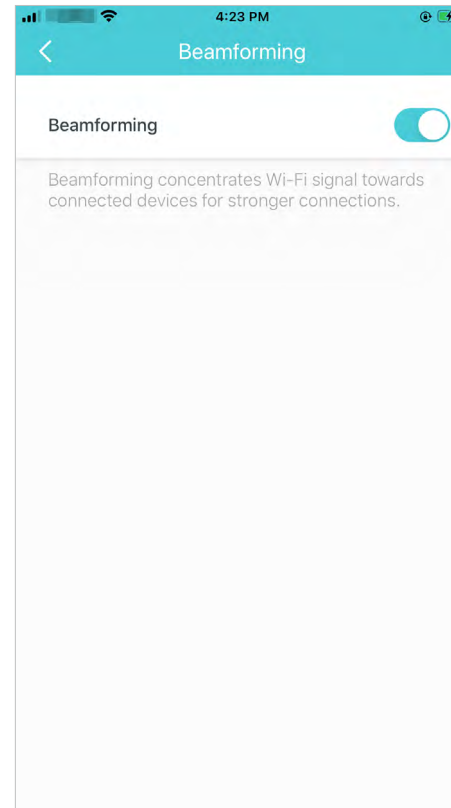 4:23 PM
Beamforming
Beamforming
Beamforming concentrates Wi-Fi signal towards
connected devices for stronger connections.